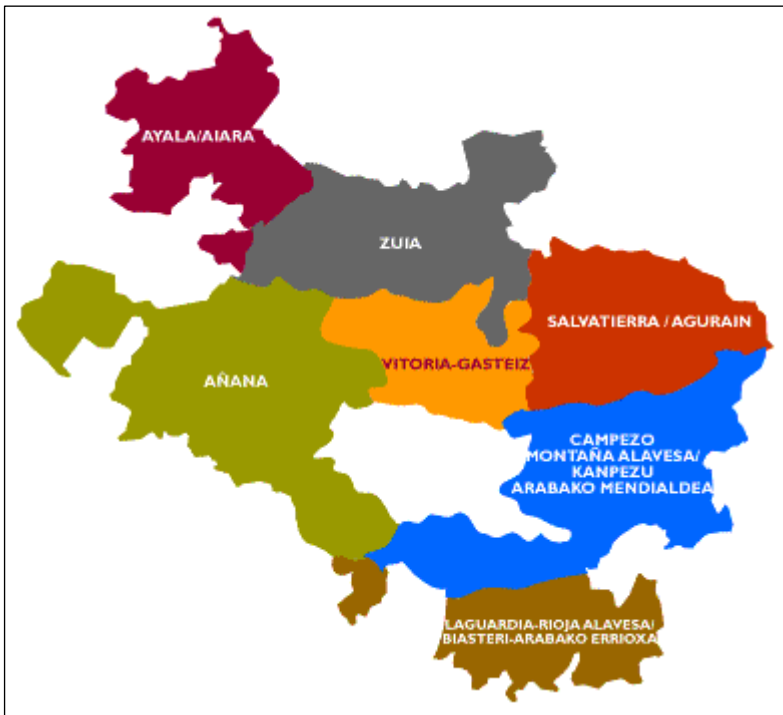 AYALA/AIARA
ZUIA
SALVATIERRA / AGURAIN
VITORIA-GASTEIZ
AÑANA
CAMPEZO
MONTAÑA ALAVESA/
KANPEZU
ARABAKO MENDIALDEA
LAGUARDIA-RIOJA ALAVESA/
BIASTERI-ARABAKO ERRIOXA